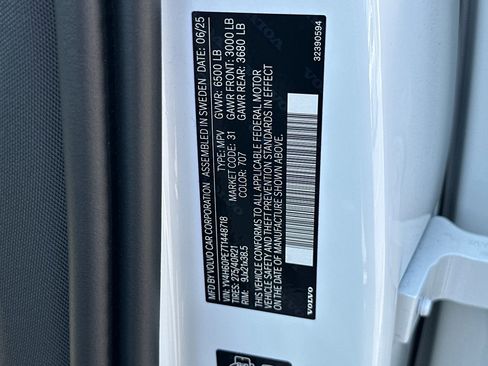 MFD. BY VOLVO CAR CORPORATION ASSEMBLED IN SWEDEN DATE: 06/25
VIN: YV4H60PE7T1448718 TYPE: MPV GVWR: 6500 LB
TIRES: 275/40R21 MARKET CODE: 31 GAWR FRONT: 3000 LB
RIM: 9Jx21x38,5 COLOR: 707 GAWR REAR: 3680 LB
THIS VEHICLE CONFORMS TO ALL APPLICABLE FEDERAL MOTOR
VEHICLE SAFETY AND THEFT PREVENTION STANDARDS IN EFFECT
ON THE DATE OF MANUFACTURE SHOWN ABOVE.
VOLVO
32390594